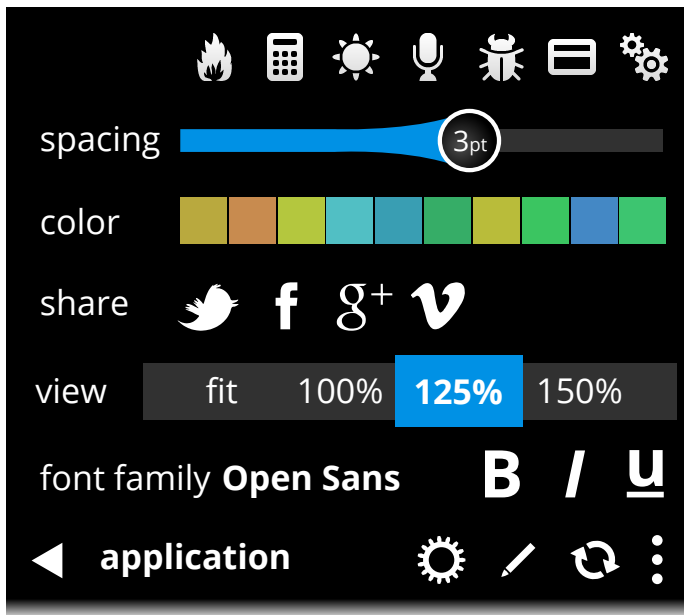 spacing 3pt
color
share f g+ v
view fit 100% 125% 150%
font family Open Sans B I u
application